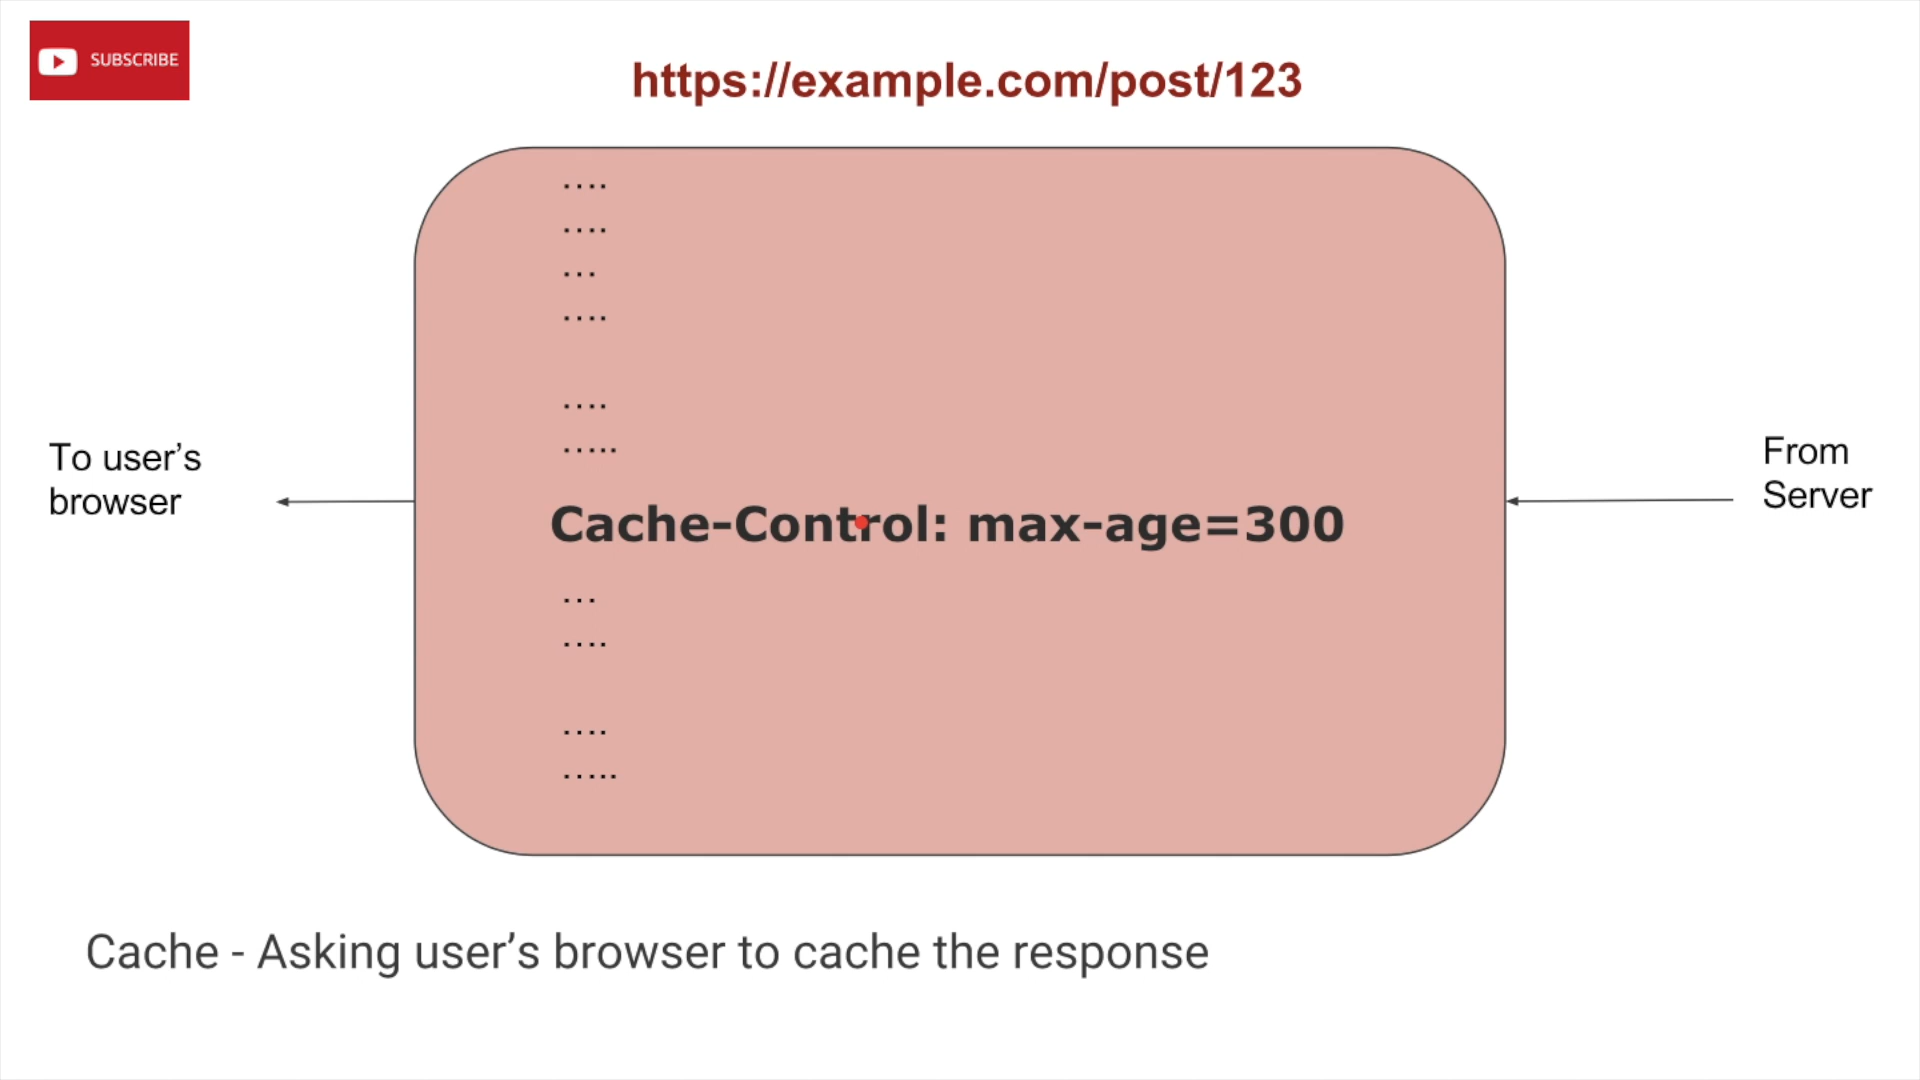 SUBSCRIBE
https://example.com/post/123
....
....
...
....
....
.....
To user’s
browser
From
Server
Cache-Control: max-age=300
...
....
....
.....
Cache - Asking user’s browser to cache the response